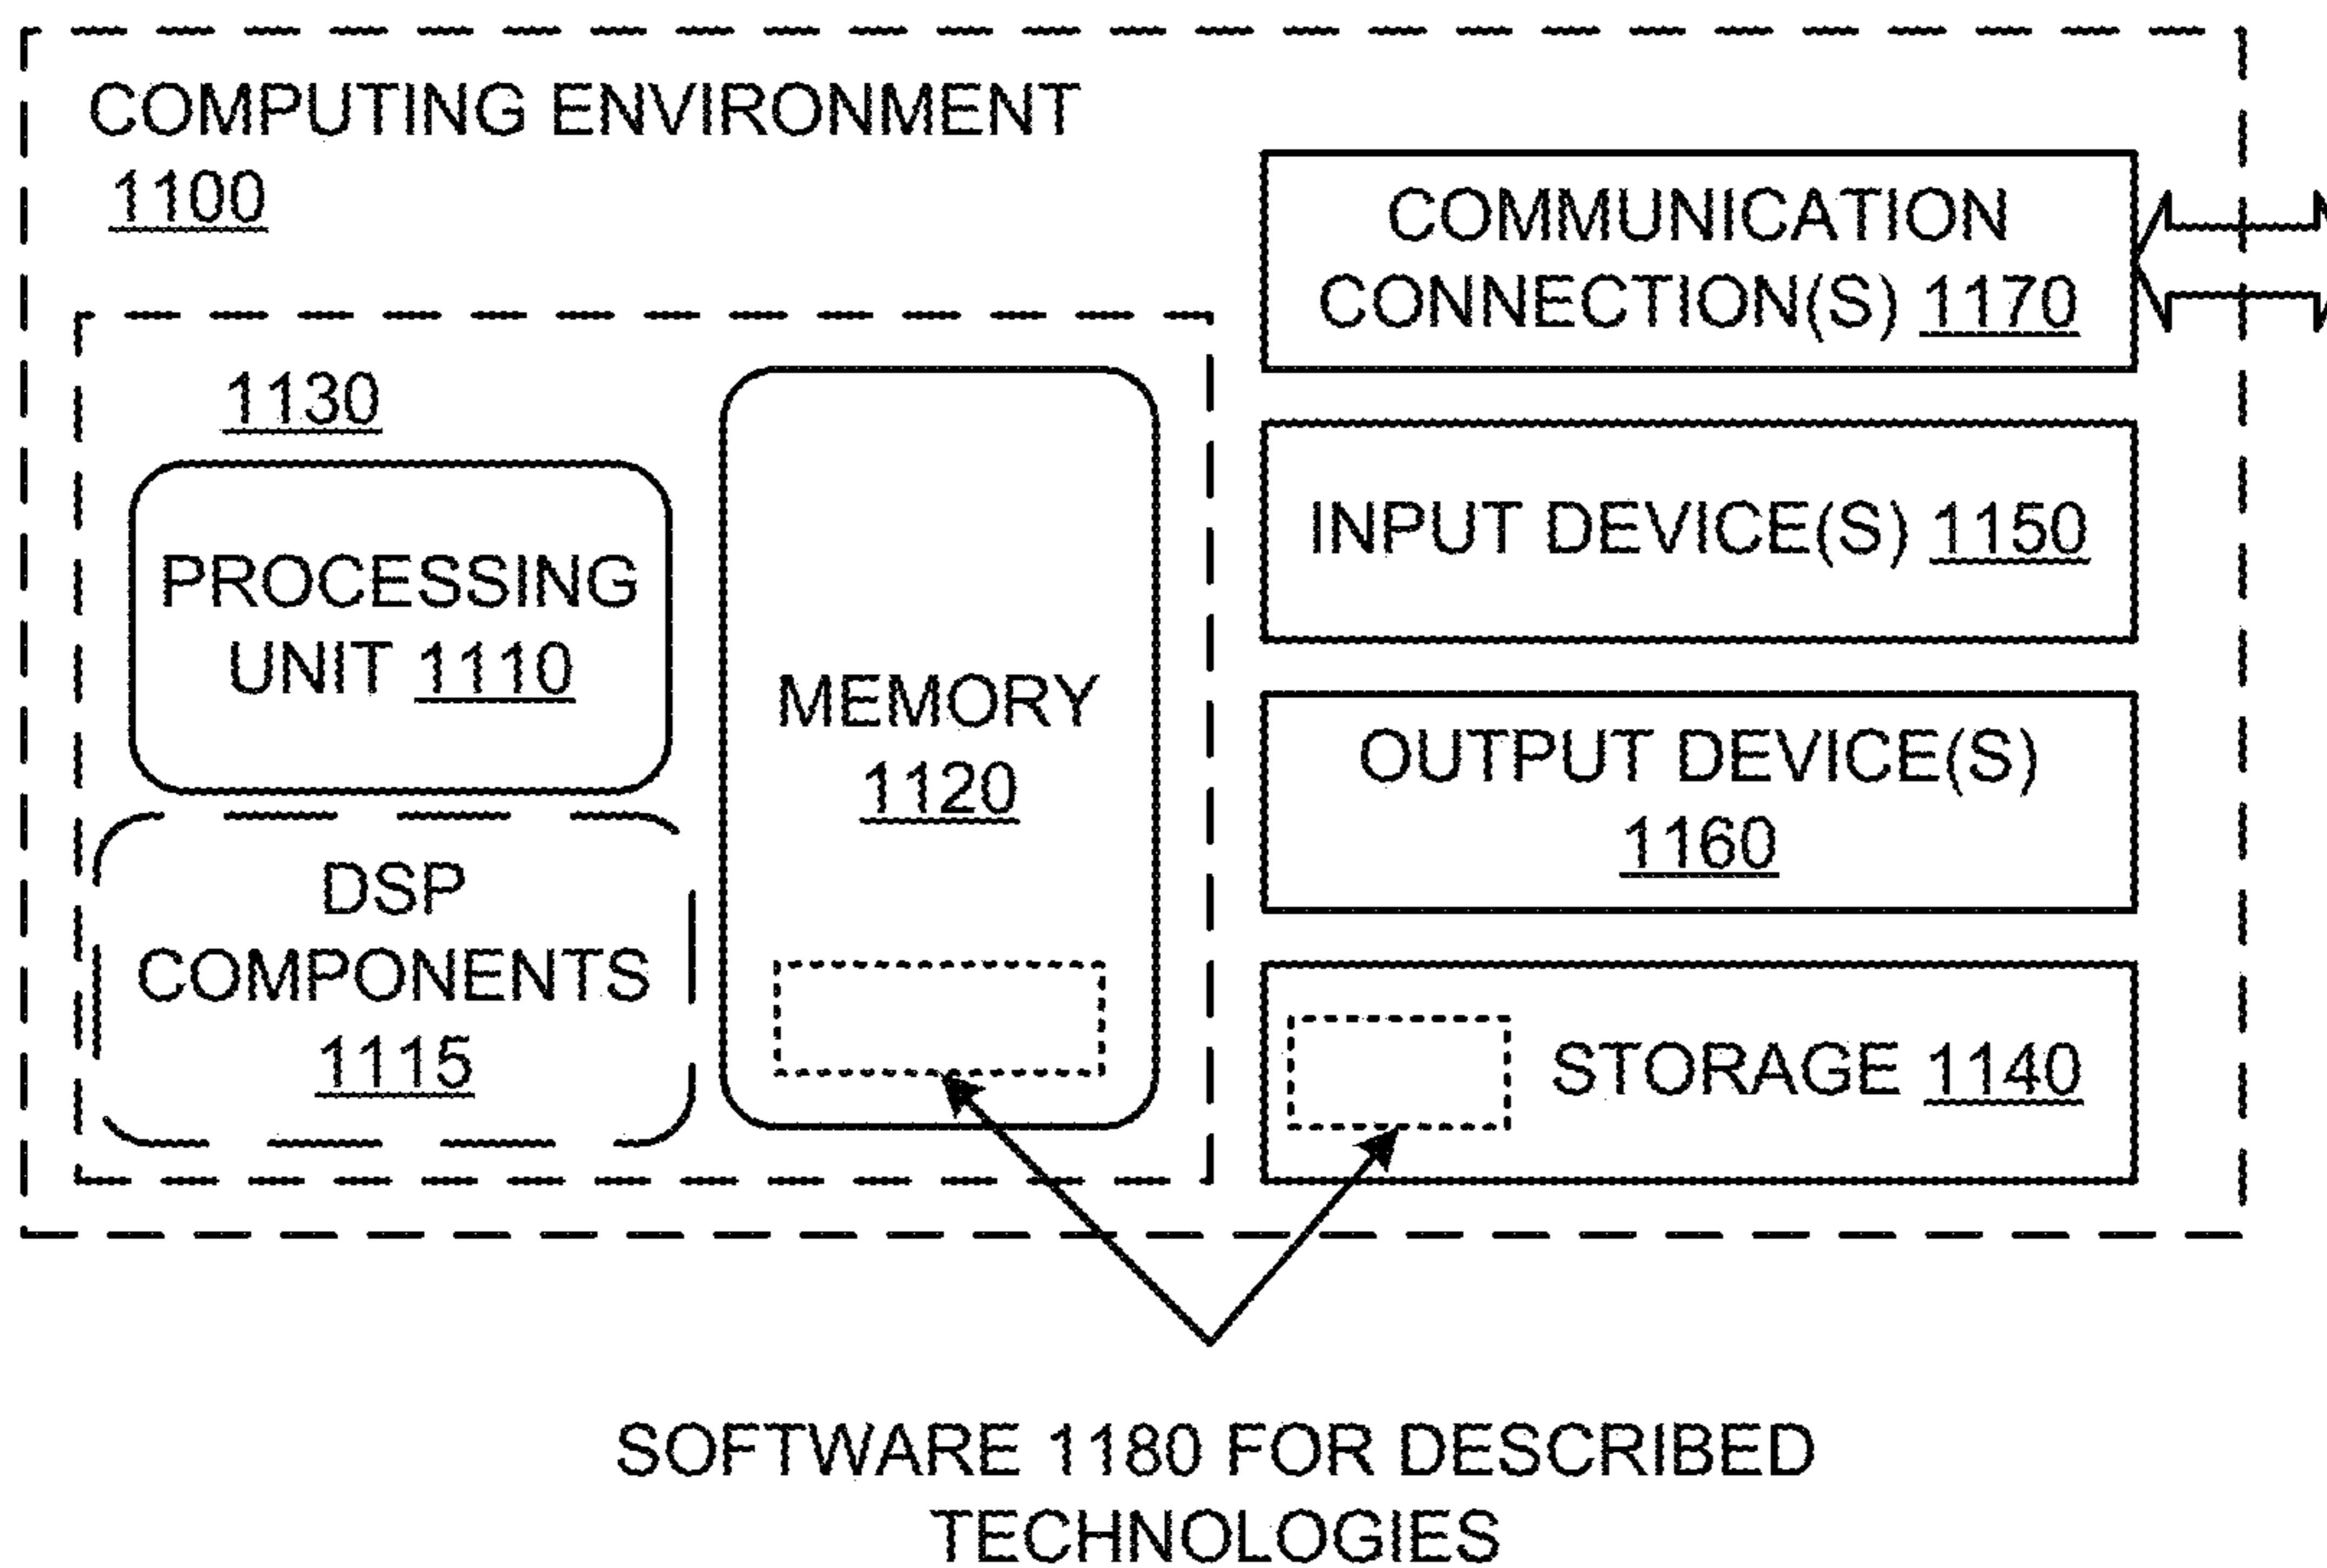 COMPUTING ENVIRONMENT
1100
1130
PROCESSING
UNIT 1110
DSP
COMPONENTS
1115
MEMORY
1120
COMMUNICATION
CONNECTION(S) 1170
INPUT DEVICE(S) 1150
OUTPUT DEVICE(S)
1160
STORAGE 1140
SOFTWARE 1180 FOR DESCRIBED
TECHNOLOGIES